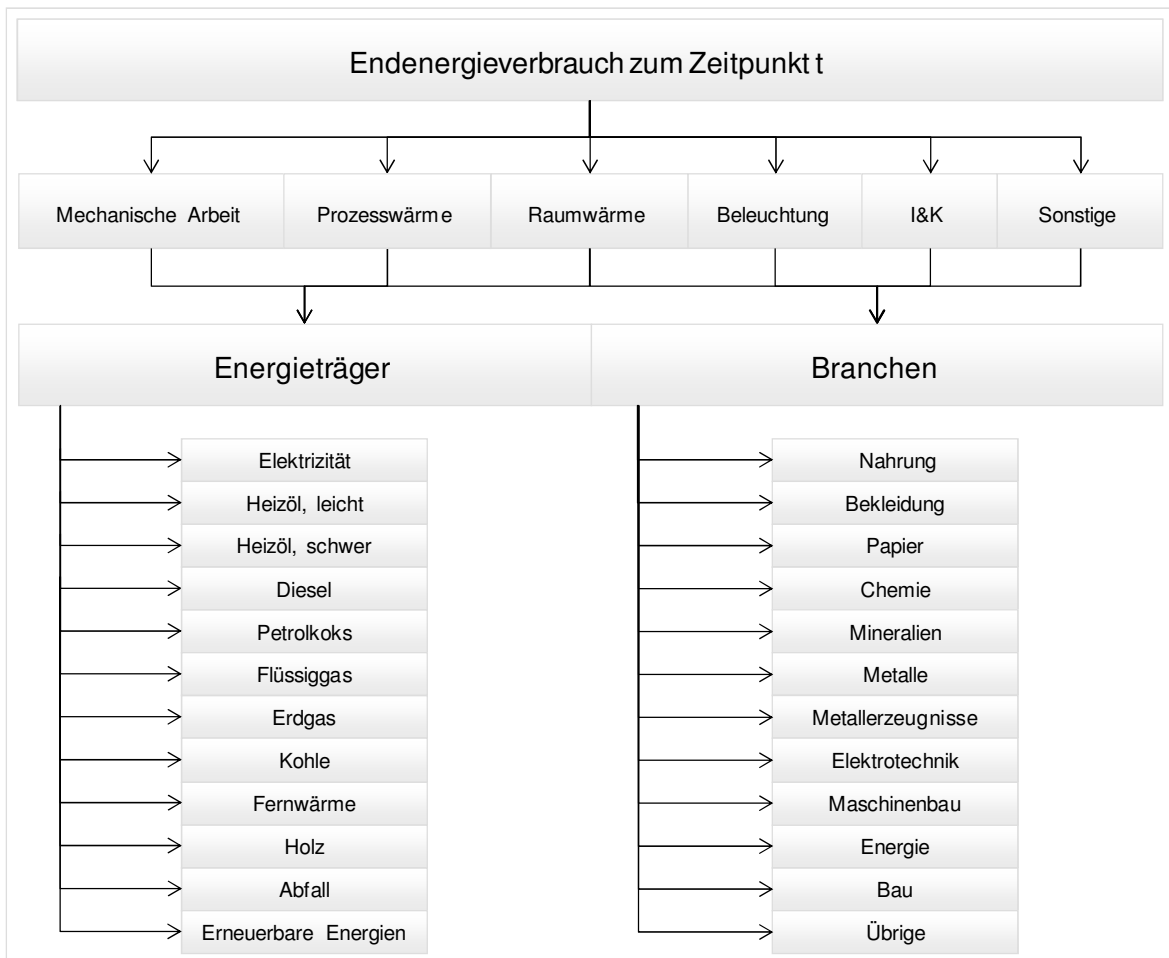 Endenergieverbrauch zum Zeitpunkt t
Mechanische Arbeit
Prozesswärme
Raumwärme
Beleuchtung
I&K
Sonstige
Energieträger
Branchen
Elektrizität
Heizöl, leicht
Heizöl, schwer
Diesel
Petrolkoks
Flüssiggas
Erdgas
Kohle
Fernwärme
Holz
Abfall
Erneuerbare Energien
Nahrung
Bekleidung
Papier
Chemie
Mineralien
Metalle
Metallerzeugnisse
Elektrotechnik
Maschinenbau
Energie
Bau
Übrige